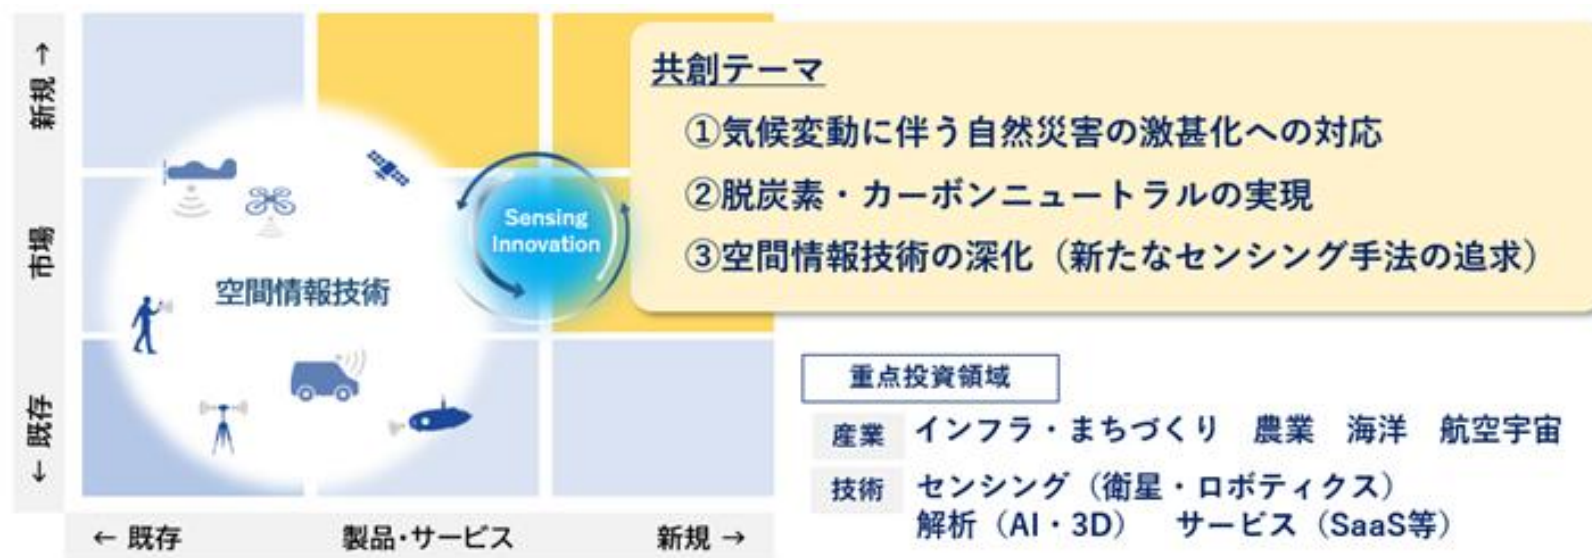 新規 →
市場
← 既存
← 既存
製品・サービス
新規 →
空間情報技術
Sensing
Innovation
共創テーマ
①気候変動に伴う自然災害の激甚化への対応
②脱炭素・カーボンニュートラルの実現
③空間情報技術の深化（新たなセンシング手法の追求）
重点投資領域
産業 インフラ・まちづくり 農業 海洋 航空宇宙
技術 センシング（衛星・ロボティクス）
解析（AI・3D） サービス（SaaS等）